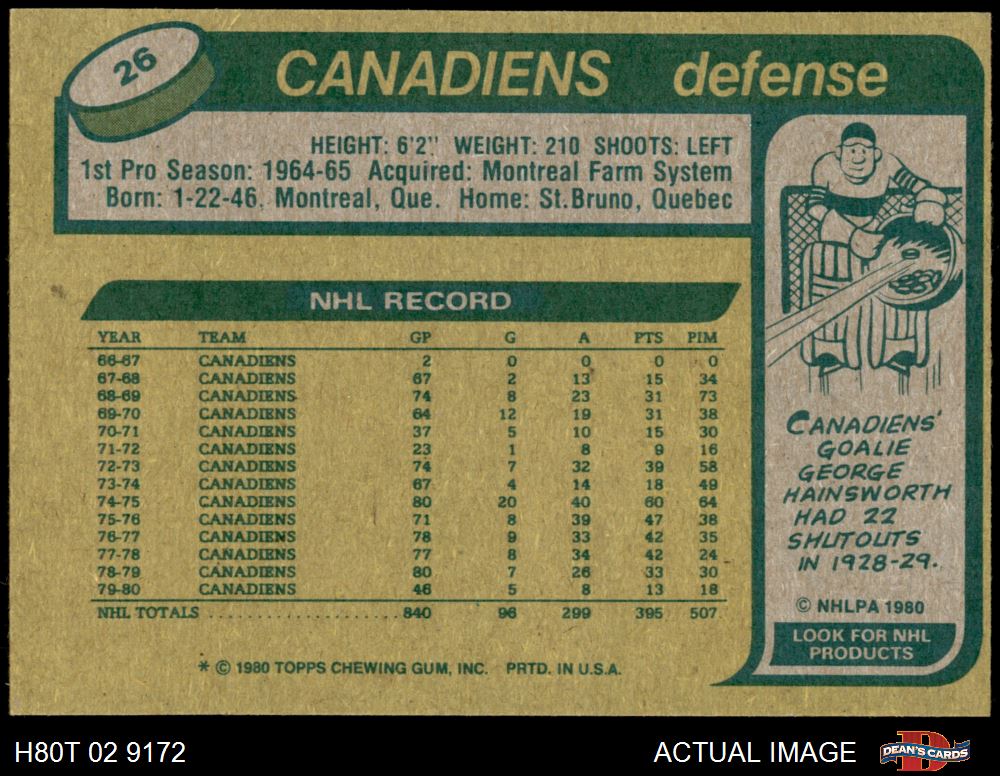 26
CANADIENS defense
HEIGHT: 6'2" WEIGHT: 210 SHOOTS: LEFT
1st Pro Season: 1964-65 Acquired: Montreal Farm System
Born: 1-22-46. Montreal, Que. Home: St.Bruno, Quebec
NHL RECORD
YEAR TEAM GP G A PTS PIM
66-67 CANADIENS 2 0 0 0 0
67-68 CANADIENS 67 2 13 15 34
68-69 CANADIENS 74 8 23 31 73
69-70 CANADIENS 64 12 19 31 38
70-71 CANADIENS 37 5 10 15 30
71-72 CANADIENS 23 1 8 9 16
72-73 CANADIENS 74 7 32 39 58
73-74 CANADIENS 67 4 14 18 49
74-75 CANADIENS 80 20 40 60 64
75-76 CANADIENS 71 8 39 47 38
76-77 CANADIENS 78 9 33 42 35
77-78 CANADIENS 77 8 34 42 24
78-79 CANADIENS 80 7 26 33 30
79-80 CANADIENS 46 5 8 13 18
NHL TOTALS ........................ 840 96 299 395 507
* © 1980 TOPPS CHEWING GUM, INC. PRTD. IN U.S.A.
CANADIENS'
GOALIE
GEORGE
HAINSWORTH
HAD 22
SHUTOUTS
IN 1928-29.
© NHLPA 1980
LOOK FOR NHL
PRODUCTS
H80T 02 9172
ACTUAL IMAGE
DEAN'S CARDS